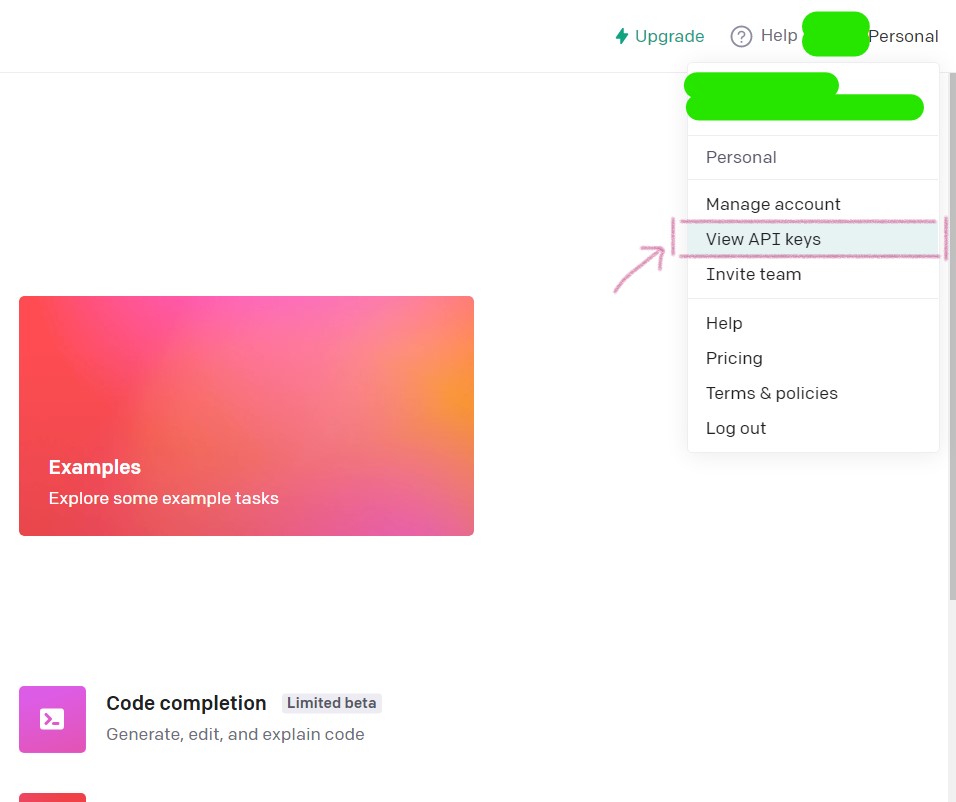 Upgrade
Help
Personal
Personal
Manage account
View API keys
Invite team
Help
Pricing
Terms & policies
Log out
Examples
Explore some example tasks
Code completion Limited beta
Generate, edit, and explain code